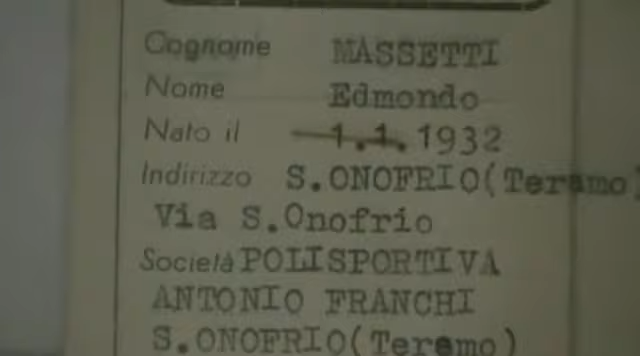 Cognome MASSETTI
Nome Edmondo
Nato il 1.1.1932
Indirizzo S.ONOFRIO(Teramo)
Via S.Onofrio
Società POLISPORTIVA
ANTONIO FRANCHI
S.ONOFRIO(Teramo)